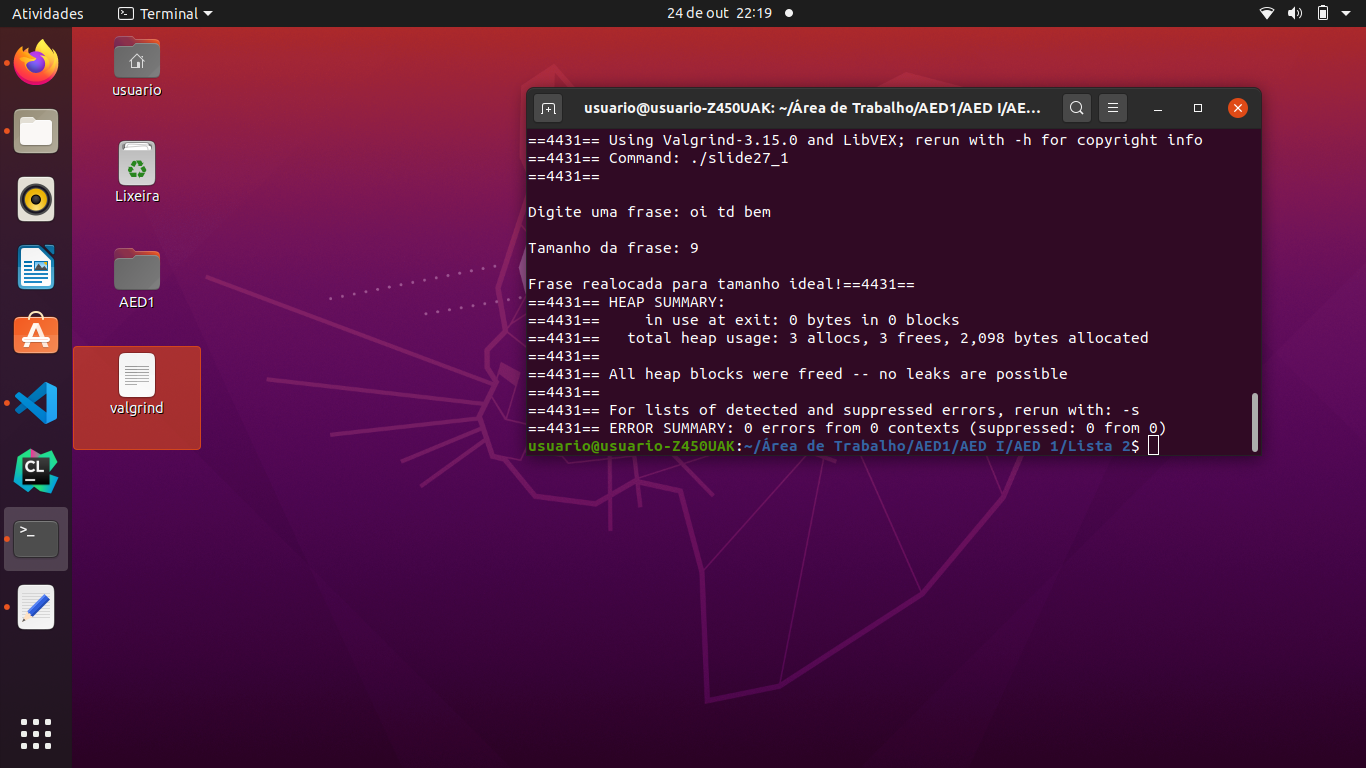 Atividades
Terminal
24 de out 22:19
usuario
Lixeira
AED1
valgrind
CL
>_
usuario@usuario-Z450UAK: ~/Área de Trabalho/AED1/AED I/AE...
==4431== Using Valgrind-3.15.0 and LibVEX; rerun with -h for copyright info
==4431== Command: ./slide27_1
==4431==
Digite uma frase: oi td bem
Tamanho da frase: 9
Frase realocada para tamanho ideal!==4431==
==4431== HEAP SUMMARY:
==4431==     in use at exit: 0 bytes in 0 blocks
==4431==   total heap usage: 3 allocs, 3 frees, 2,098 bytes allocated
==4431==
==4431== All heap blocks were freed -- no leaks are possible
==4431==
==4431== For lists of detected and suppressed errors, rerun with: -s
==4431== ERROR SUMMARY: 0 errors from 0 contexts (suppressed: 0 from 0)
usuario@usuario-Z450UAK:~/Área de Trabalho/AED1/AED I/AED 1/Lista 2$